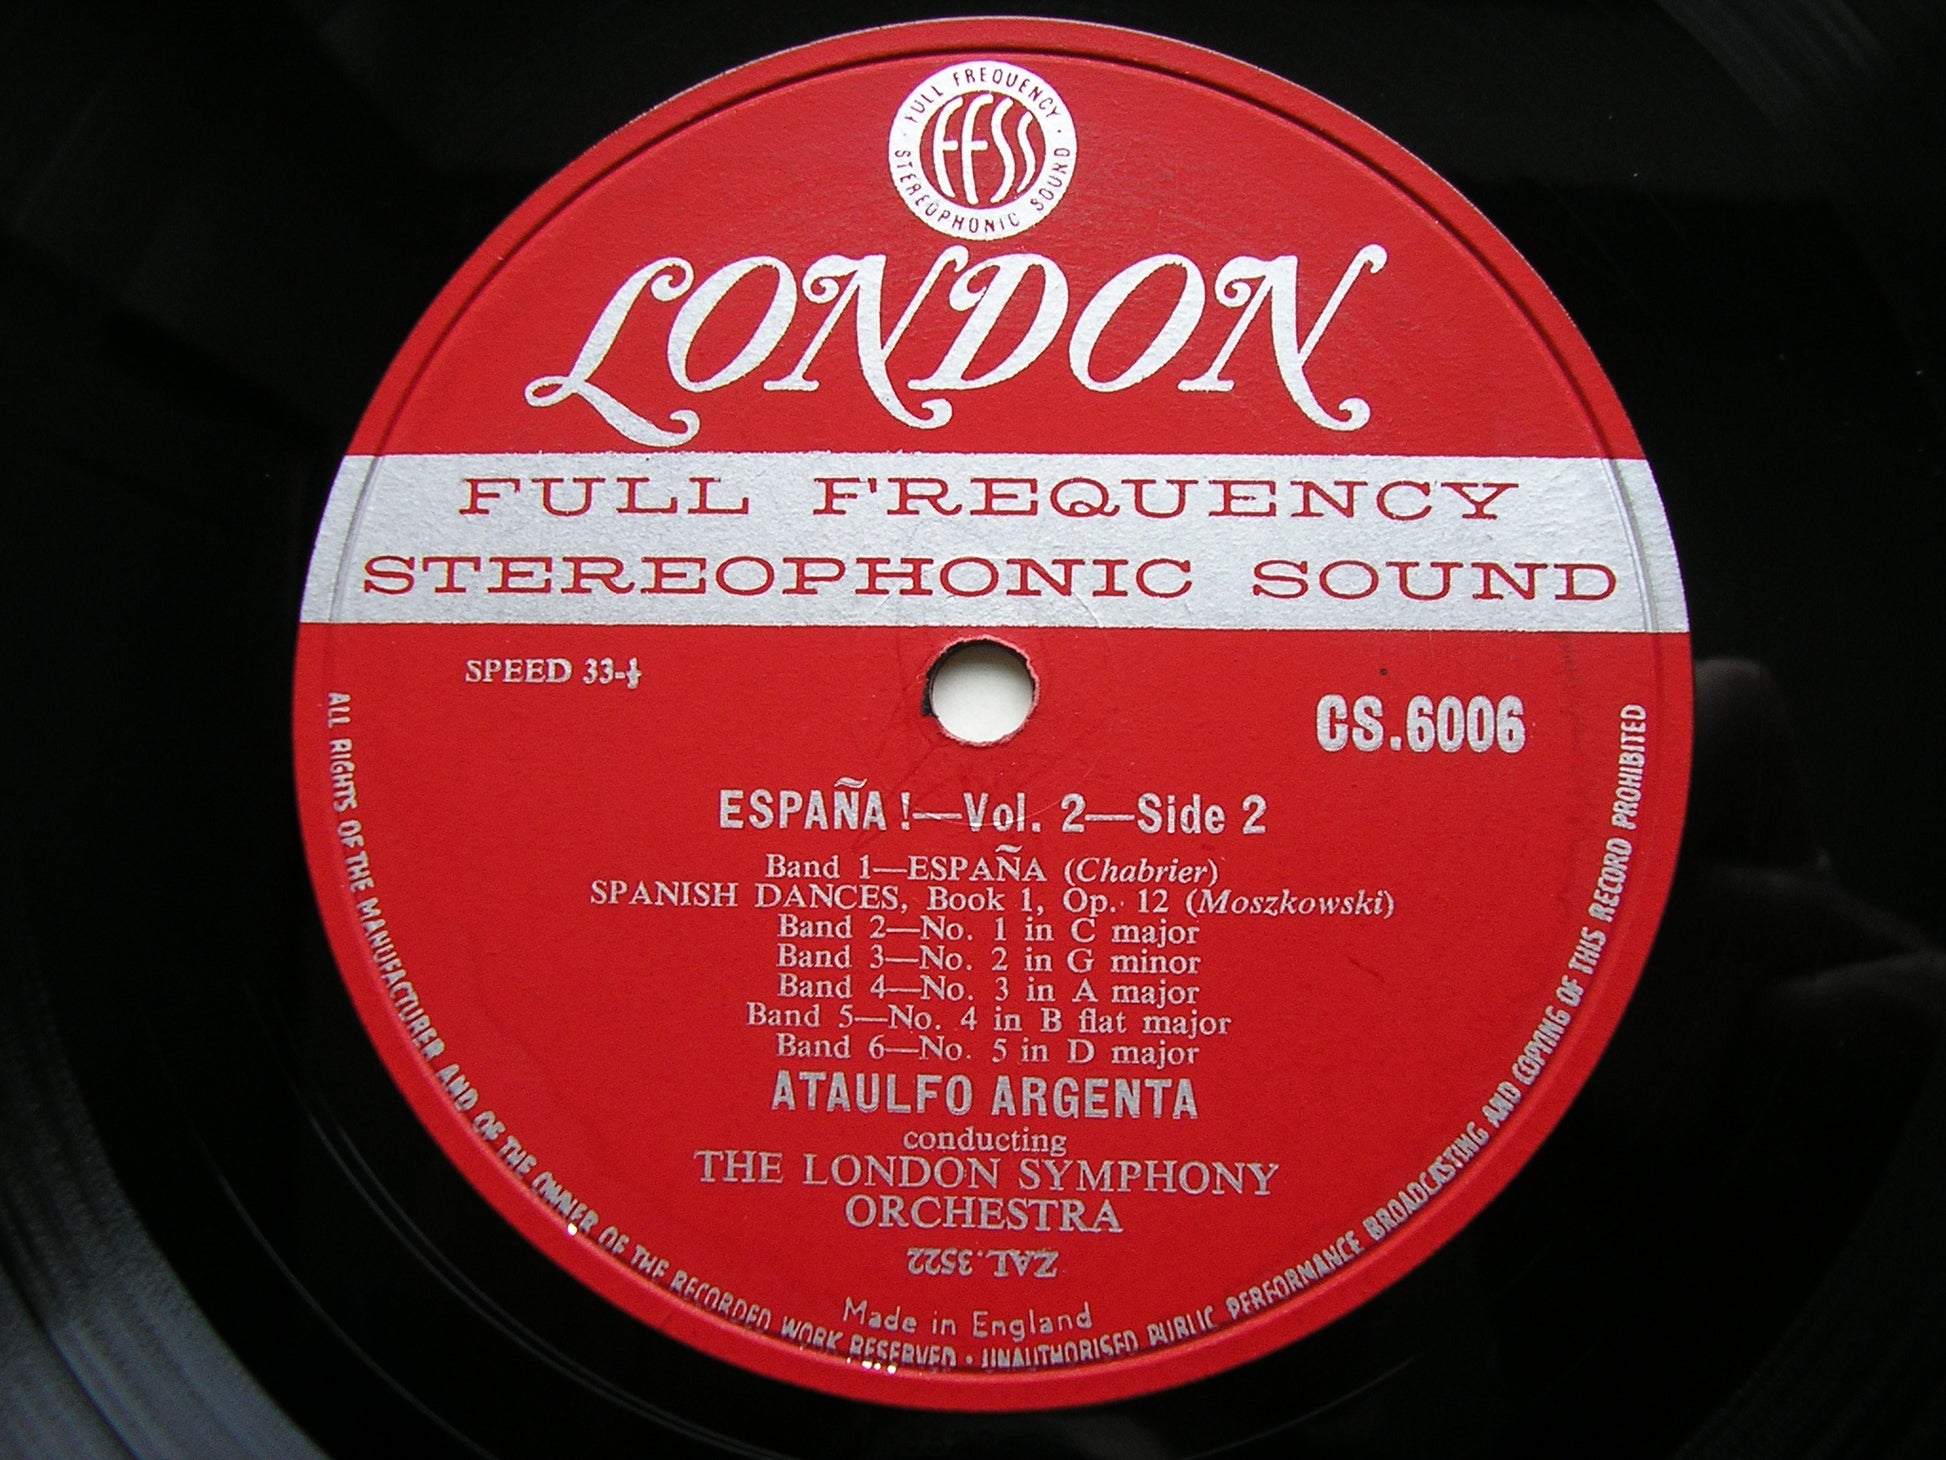 FULL FREQUENCY
FFSS
STEREOPHONIC SOUND
LONDON
FULL FREQUENCY
STEREOPHONIC SOUND
SPEED 33-⅓
CS.6006
ESPAÑA!—Vol. 2—Side 2
Band 1—ESPAÑA (Chabrier)
SPANISH DANCES, Book 1, Op. 12 (Moszkowski)
Band 2—No. 1 in C major
Band 3—No. 2 in G minor
Band 4—No. 3 in A major
Band 5—No. 4 in B flat major
Band 6—No. 5 in D major
ATAULFO ARGENTA
conducting
THE LONDON SYMPHONY
ORCHESTRA
ZAL.3522
Made in England
ALL RIGHTS OF THE MANUFACTURER AND OF THE OWNER OF THE RECORDED WORK RESERVED · UNAUTHORISED PUBLIC PERFORMANCE BROADCASTING AND COPYING OF THIS RECORD PROHIBITED